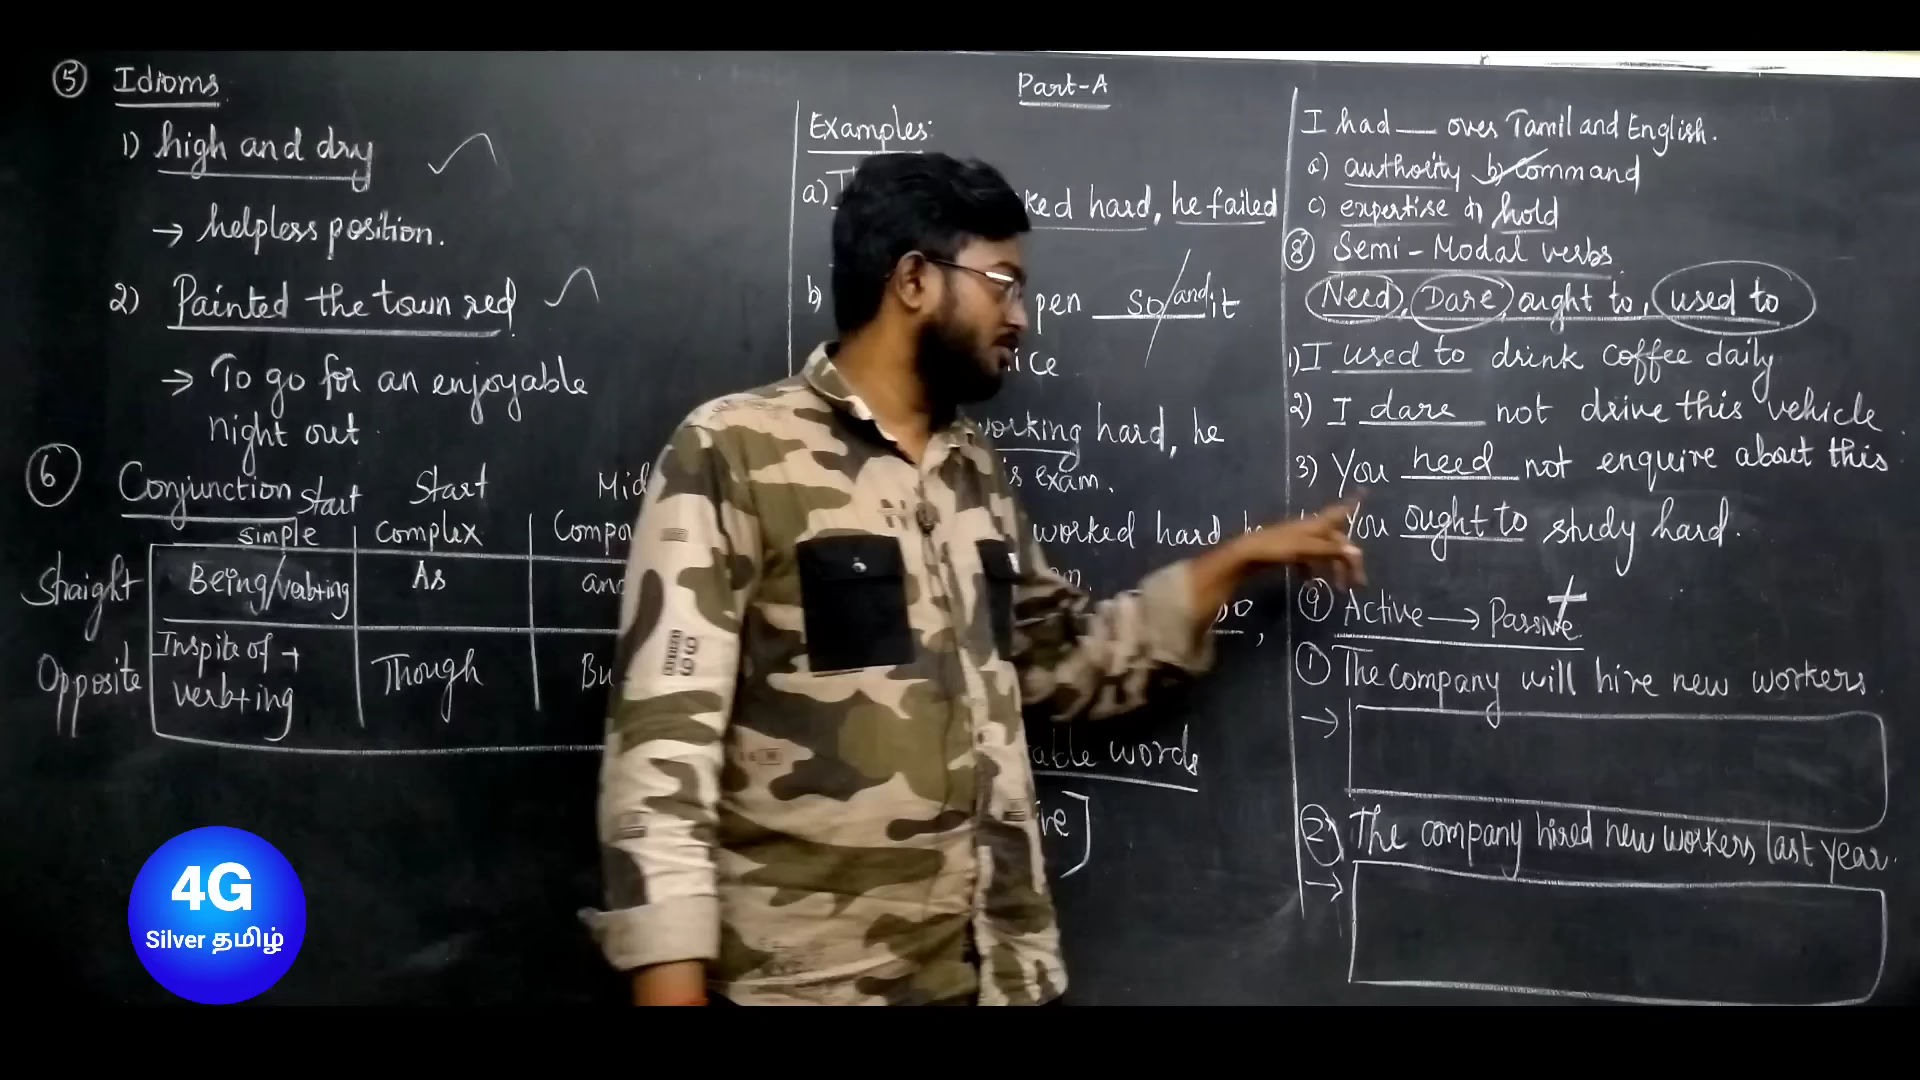 Part-A
⑤ Idioms
1) high and dry
→ helpless position.
2) Painted the town red
→ To go for an enjoyable
night out.
⑥ Conjunction
Start Start
simple Complex
Straight Being/verb+ing As
Opposite Inspite of + verb+ing Though
Examples:
a) ked hard, he failed
b) pen so/and it
working hard, he
exam.
worked hard
so,
words
I had __ over Tamil and English.
a) authority b) command
c) expertise d) hold
⑧ Semi-Modal verbs
Need, Dare, ought to, used to
1) I used to drink coffee daily
2) I dare not drive this vehicle.
3) You need not enquire about this.
You ought to study hard.
⑨ Active → Passive
① The company will hire new workers.
→
② The company hired new workers last year.
→
4G
Silver தமிழ்